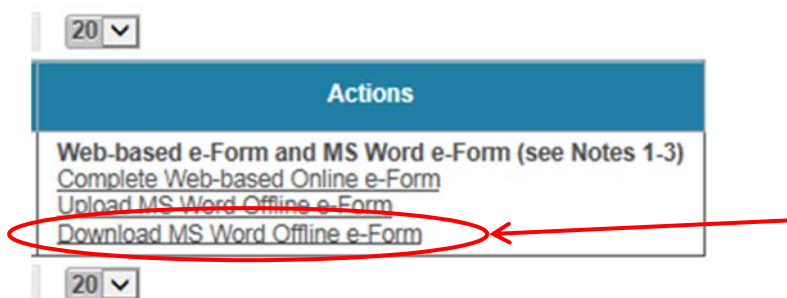 20
Actions
Web-based e-Form and MS Word e-Form (see Notes 1-3)
Complete Web-based Online e-Form
Upload MS Word Offline e-Form
Download MS Word Offline e-Form
20